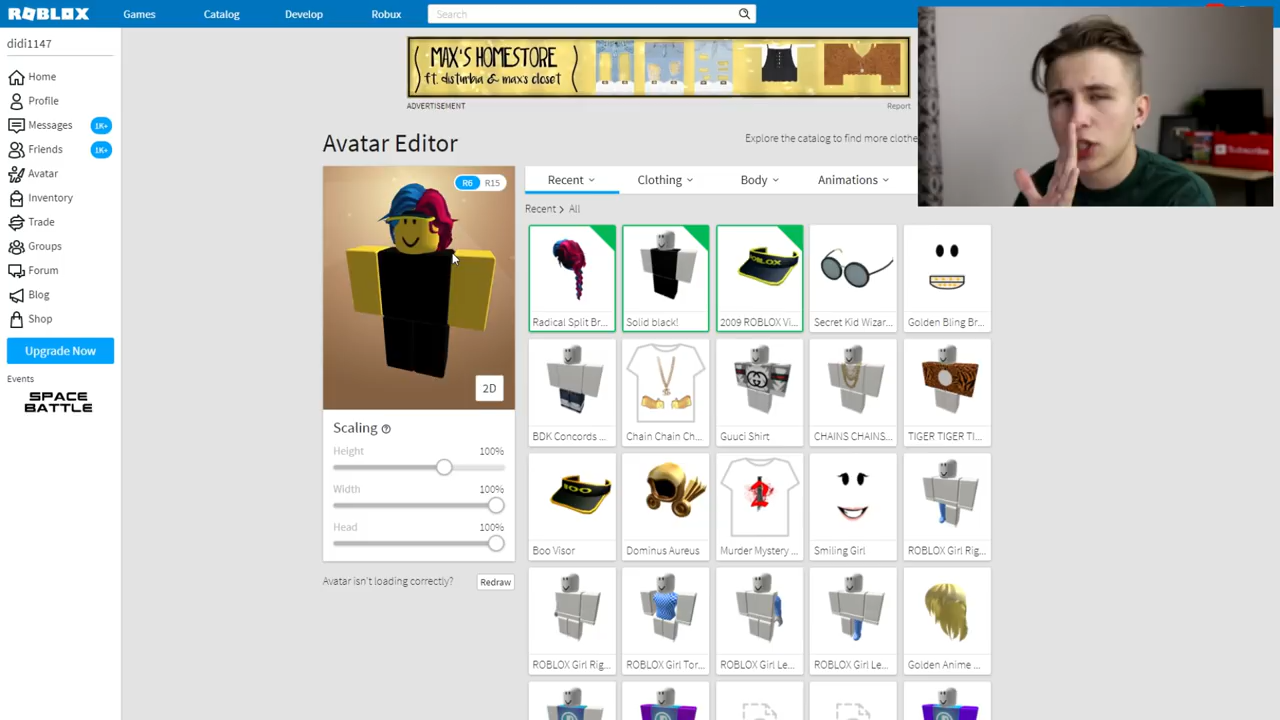 ROBLOX
Games
Catalog
Develop
Robux
Search
didi1147
Home
Profile
Messages 1K+
Friends 1K+
Avatar
Inventory
Trade
Groups
Forum
Blog
Shop
Upgrade Now
Events
SPACE
BATTLE
MAX'S HOMESTORE
ft. disturbia & max's closet
ADVERTISEMENT
Report
Avatar Editor
Explore the catalog to find more clothe
R6 R15
2D
Scaling
Height 100%
Width 100%
Head 100%
Avatar isn't loading correctly? Redraw
Recent
Clothing
Body
Animations
Recent > All
Radical Split Br...
Solid black!
2009 ROBLOX Vi...
Secret Kid Wizar...
Golden Bling Br...
BDK Concords ...
Chain Chain Ch...
Guuci Shirt
CHAINS CHAINS...
TIGER TIGER TI...
BOO
Boo Visor
Dominus Aureus
Murder Mystery ...
Smiling Girl
ROBLOX Girl Rig...
ROBLOX Girl Rig...
ROBLOX Girl Tor...
ROBLOX Girl Le...
ROBLOX Girl Le...
Golden Anime ...
Subscribe